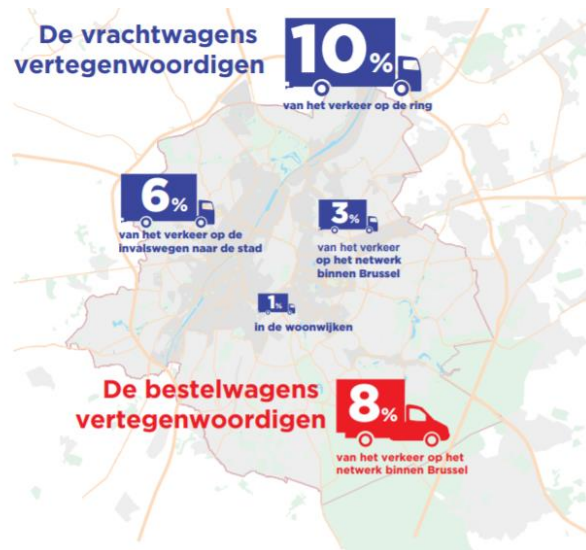 De vrachtwagens
vertegenwoordigen
10%
van het verkeer op de ring
6%
van het verkeer op de
invalswegen naar de stad
3%
van het verkeer
op het netwerk
binnen Brussel
1%
in de woonwijken
De bestelwagens
vertegenwoordigen
8%
van het verkeer op het
netwerk binnen Brussel